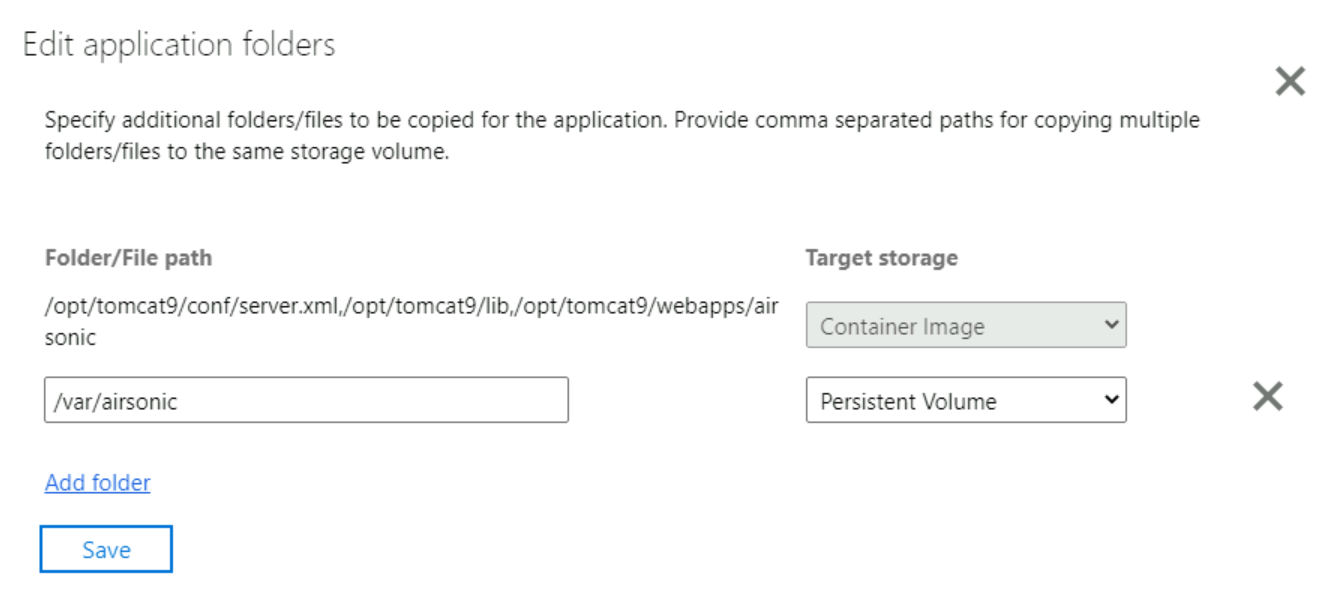 Edit application folders
Specify additional folders/files to be copied for the application. Provide comma separated paths for copying multiple
folders/files to the same storage volume.
Folder/File path Target storage
/opt/tomcat9/conf/server.xml,/opt/tomcat9/lib,/opt/tomcat9/webapps/air
sonic
Container Image
/var/airsonic Persistent Volume
Add folder
Save